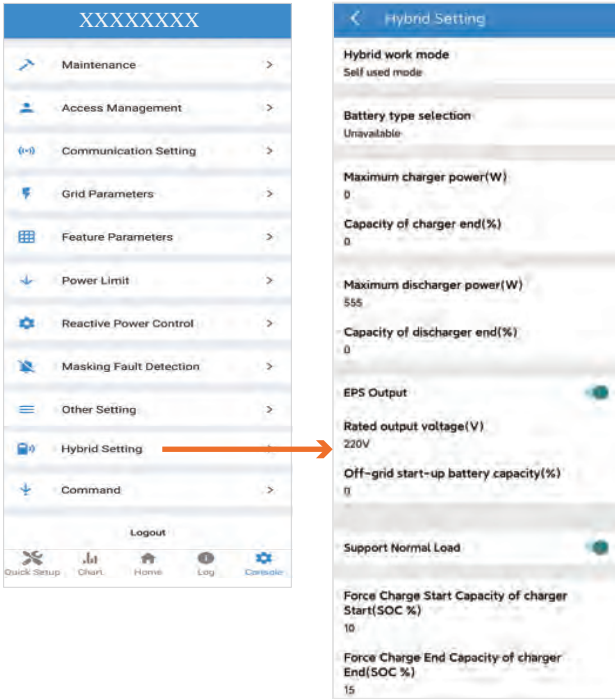 XXXXXXXX
Maintenance >
Access Management >
Communication Setting >
Grid Parameters >
Feature Parameters >
Power Limit >
Reactive Power Control >
Masking Fault Detection >
Other Setting >
Hybrid Setting >
Command >
Logout
Quick Setup Chart Home Log Console
< Hybrid Setting
Hybrid work mode
Self used mode
Battery type selection
Unavailable
Maximum charger power(W)
0
Capacity of charger end(%)
0
Maximum discharger power(W)
555
Capacity of discharger end(%)
0
EPS Output
Rated output voltage(V)
220V
Off-grid start-up battery capacity(%)
0
Support Normal Load
Force Charge Start Capacity of charger
Start(SOC %)
10
Force Charge End Capacity of charger
End(SOC %)
15